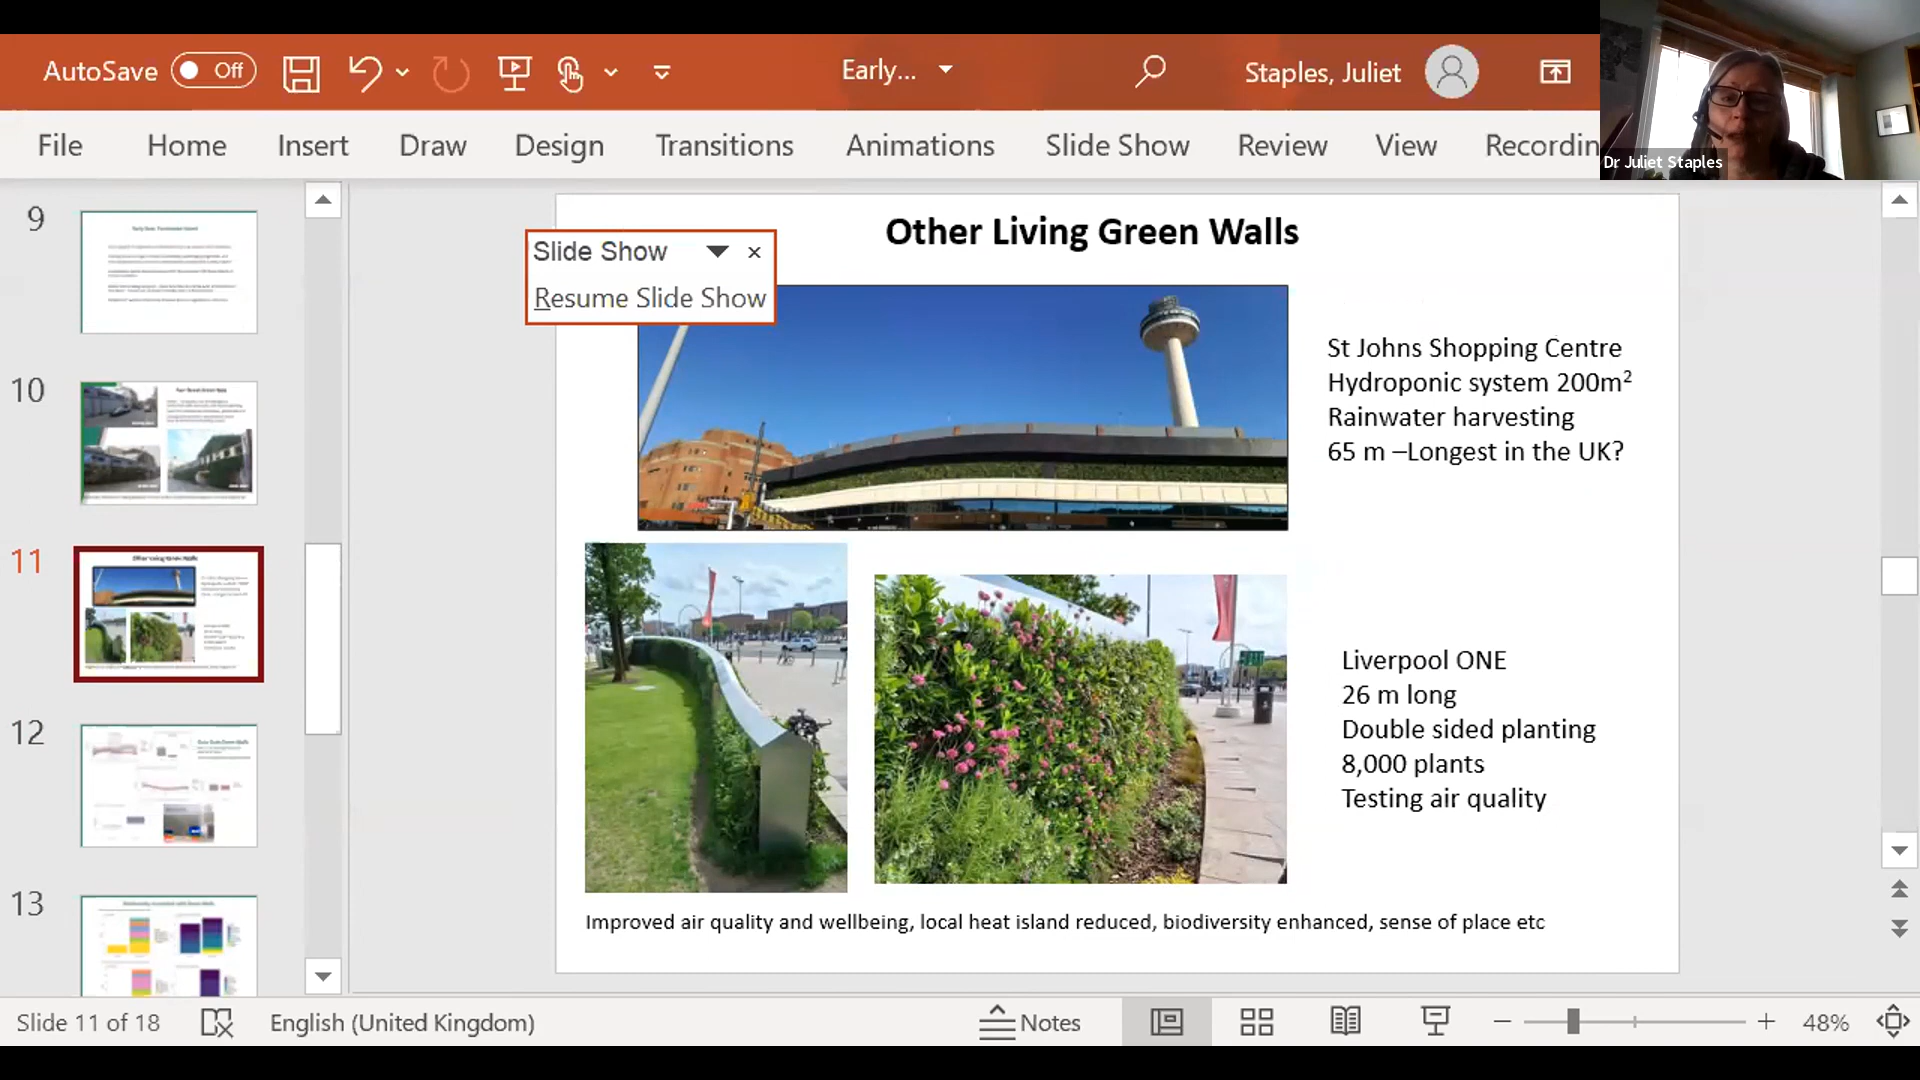 AutoSave Off
Early...
Staples, Juliet
File Home Insert Draw Design Transitions Animations Slide Show Review View Recordin
Dr Juliet Staples
9
10
11
12
13
Slide Show
Resume Slide Show
Other Living Green Walls
St Johns Shopping Centre
Hydroponic system 200m²
Rainwater harvesting
65 m –Longest in the UK?
Liverpool ONE
26 m long
Double sided planting
8,000 plants
Testing air quality
Improved air quality and wellbeing, local heat island reduced, biodiversity enhanced, sense of place etc
Slide 11 of 18
English (United Kingdom)
Notes
48%